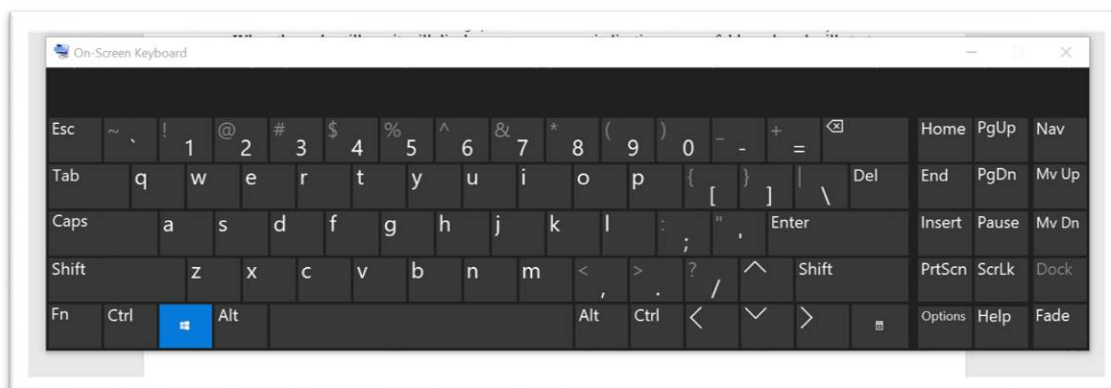 On-Screen Keyboard
Esc ~ ` ! 1 @ 2 # 3 $ 4 % 5 ^ 6 & 7 * 8 ( 9 ) 0 _ - + = Home PgUp Nav
Tab q w e r t y u i o p { [ } ] | \ Del End PgDn Mv Up
Caps a s d f g h j k l : ; " ' Enter Insert Pause Mv Dn
Shift z x c v b n m < , > . ? / Shift PrtScn ScrLk Dock
Fn Ctrl Alt Alt Ctrl Options Help Fade